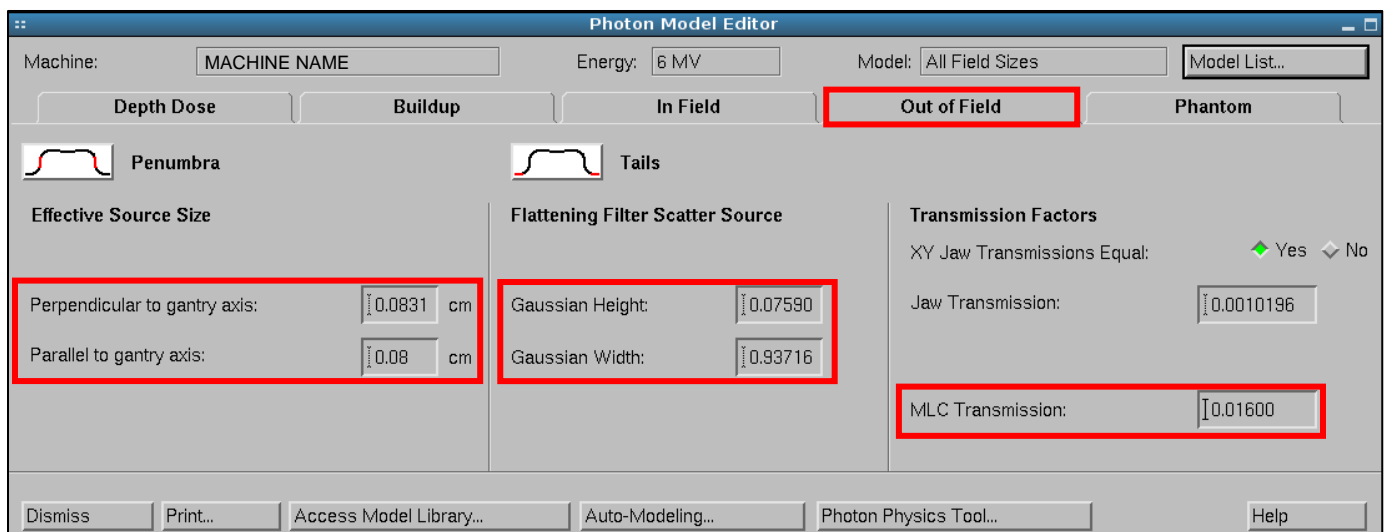 Photon Model Editor
Machine: MACHINE NAME Energy: 6 MV Model: All Field Sizes Model List...
Depth Dose Buildup In Field Out of Field Phantom
Penumbra Tails
Effective Source Size Flattening Filter Scatter Source Transmission Factors
XY Jaw Transmissions Equal: Yes No
Perpendicular to gantry axis: 0.0831 cm Gaussian Height: 0.07590 Jaw Transmission: 0.0010196
Parallel to gantry axis: 0.08 cm Gaussian Width: 0.93716
MLC Transmission: 0.01600
Dismiss Print... Access Model Library... Auto-Modeling... Photon Physics Tool... Help